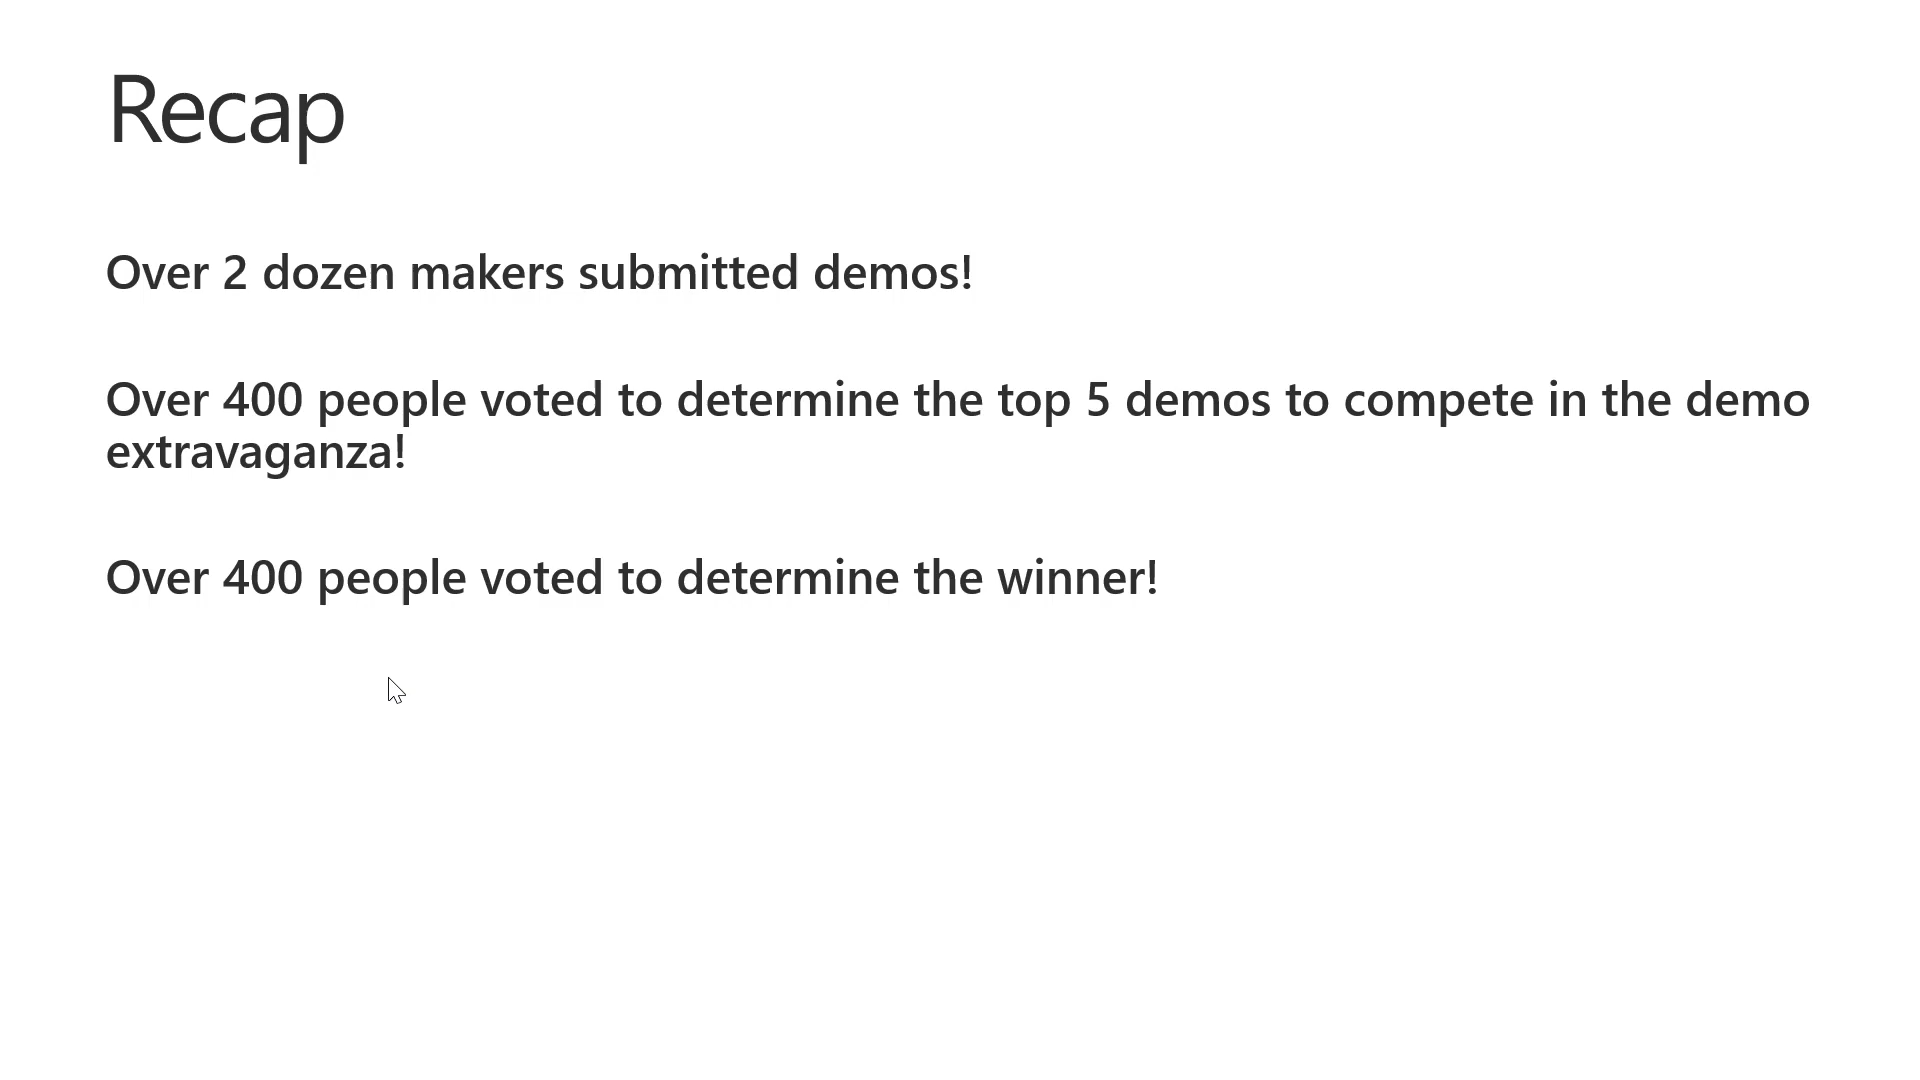 Recap
Over 2 dozen makers submitted demos!
Over 400 people voted to determine the top 5 demos to compete in the demo
extravaganza!
Over 400 people voted to determine the winner!